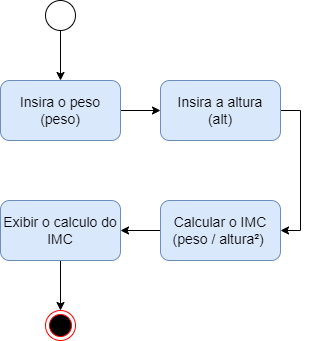 Insira o peso
(peso)
Insira a altura
(alt)
Calcular o IMC
(peso / altura²)
Exibir o calculo do
IMC